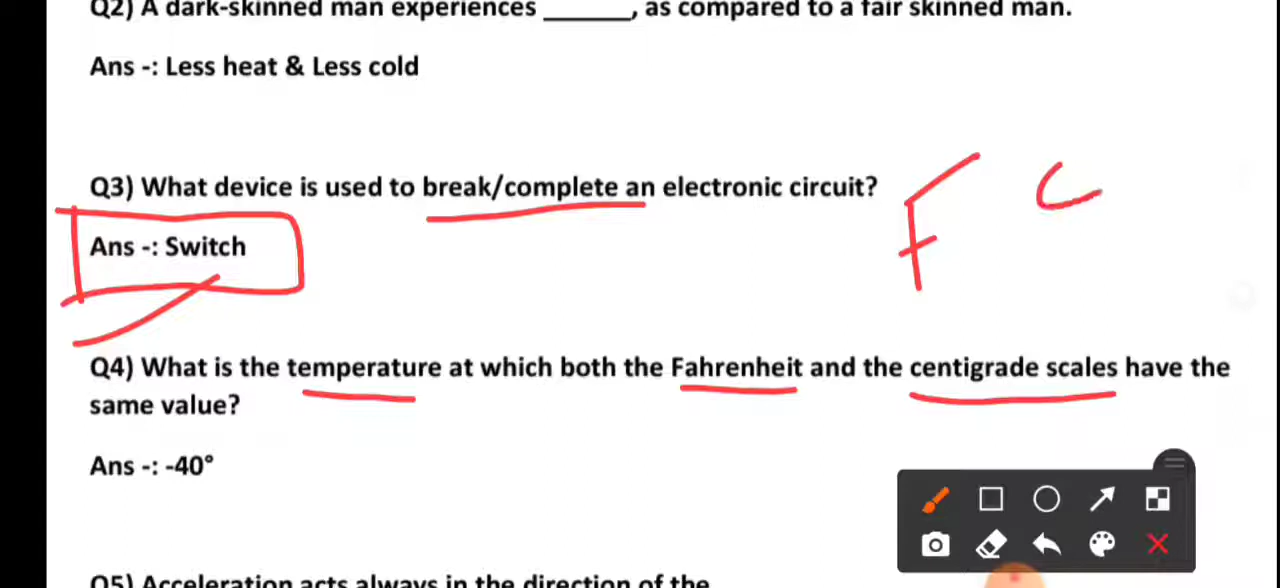 Q2) A dark-skinned man experiences ______, as compared to a fair skinned man.
Ans -: Less heat & Less cold
Q3) What device is used to break/complete an electronic circuit?
F C
Ans -: Switch
Q4) What is the temperature at which both the Fahrenheit and the centigrade scales have the
same value?
Ans -: -40°
Q5) Acceleration acts always in the direction of the